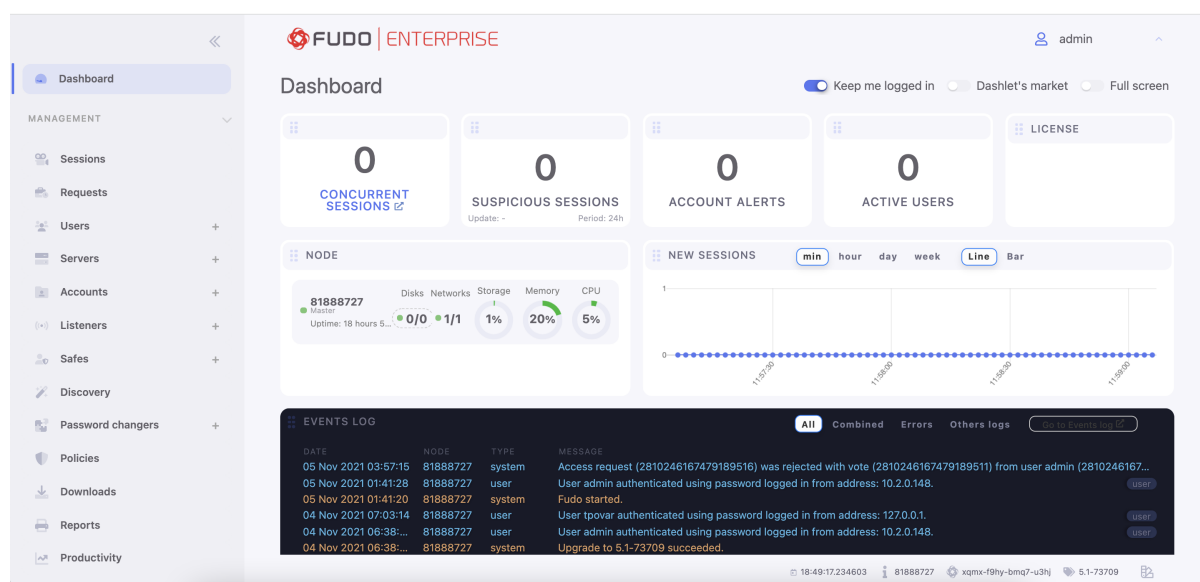 FUDO ENTERPRISE
admin
Dashboard
MANAGEMENT
Sessions
Requests
Users +
Servers +
Accounts +
Listeners +
Safes +
Discovery
Password changers +
Policies
Downloads
Reports
Productivity
Dashboard
Keep me logged in Dashlet's market Full screen
0
CONCURRENT
SESSIONS
0
SUSPICIOUS SESSIONS
Update: - Period: 24h
0
ACCOUNT ALERTS
0
ACTIVE USERS
LICENSE
NODE
81888727
Master
Uptime: 18 hours 5...
Disks Networks Storage Memory CPU
0/0 1/1 1% 20% 5%
NEW SESSIONS min hour day week Line Bar
1
0
11:57:30 11:58:00 11:58:30 11:59:00
EVENTS LOG All Combined Errors Others logs Go to Events log
DATE NODE TYPE MESSAGE
05 Nov 2021 03:57:15 81888727 system Access request (2810246167479189516) was rejected with vote (2810246167479189511) from user admin (2810246167...
05 Nov 2021 01:41:28 81888727 user User admin authenticated using password logged in from address: 10.2.0.148. user
05 Nov 2021 01:41:20 81888727 system Fudo started.
04 Nov 2021 07:03:14 81888727 user User tpovar authenticated using password logged in from address: 127.0.0.1. user
04 Nov 2021 06:38:... 81888727 user User admin authenticated using password logged in from address: 10.2.0.148. user
04 Nov 2021 06:38:... 81888727 system Upgrade to 5.1-73709 succeeded.
18:49:17.234603 81888727 xqmx-f9hy-bmq7-u3hj 5.1-73709